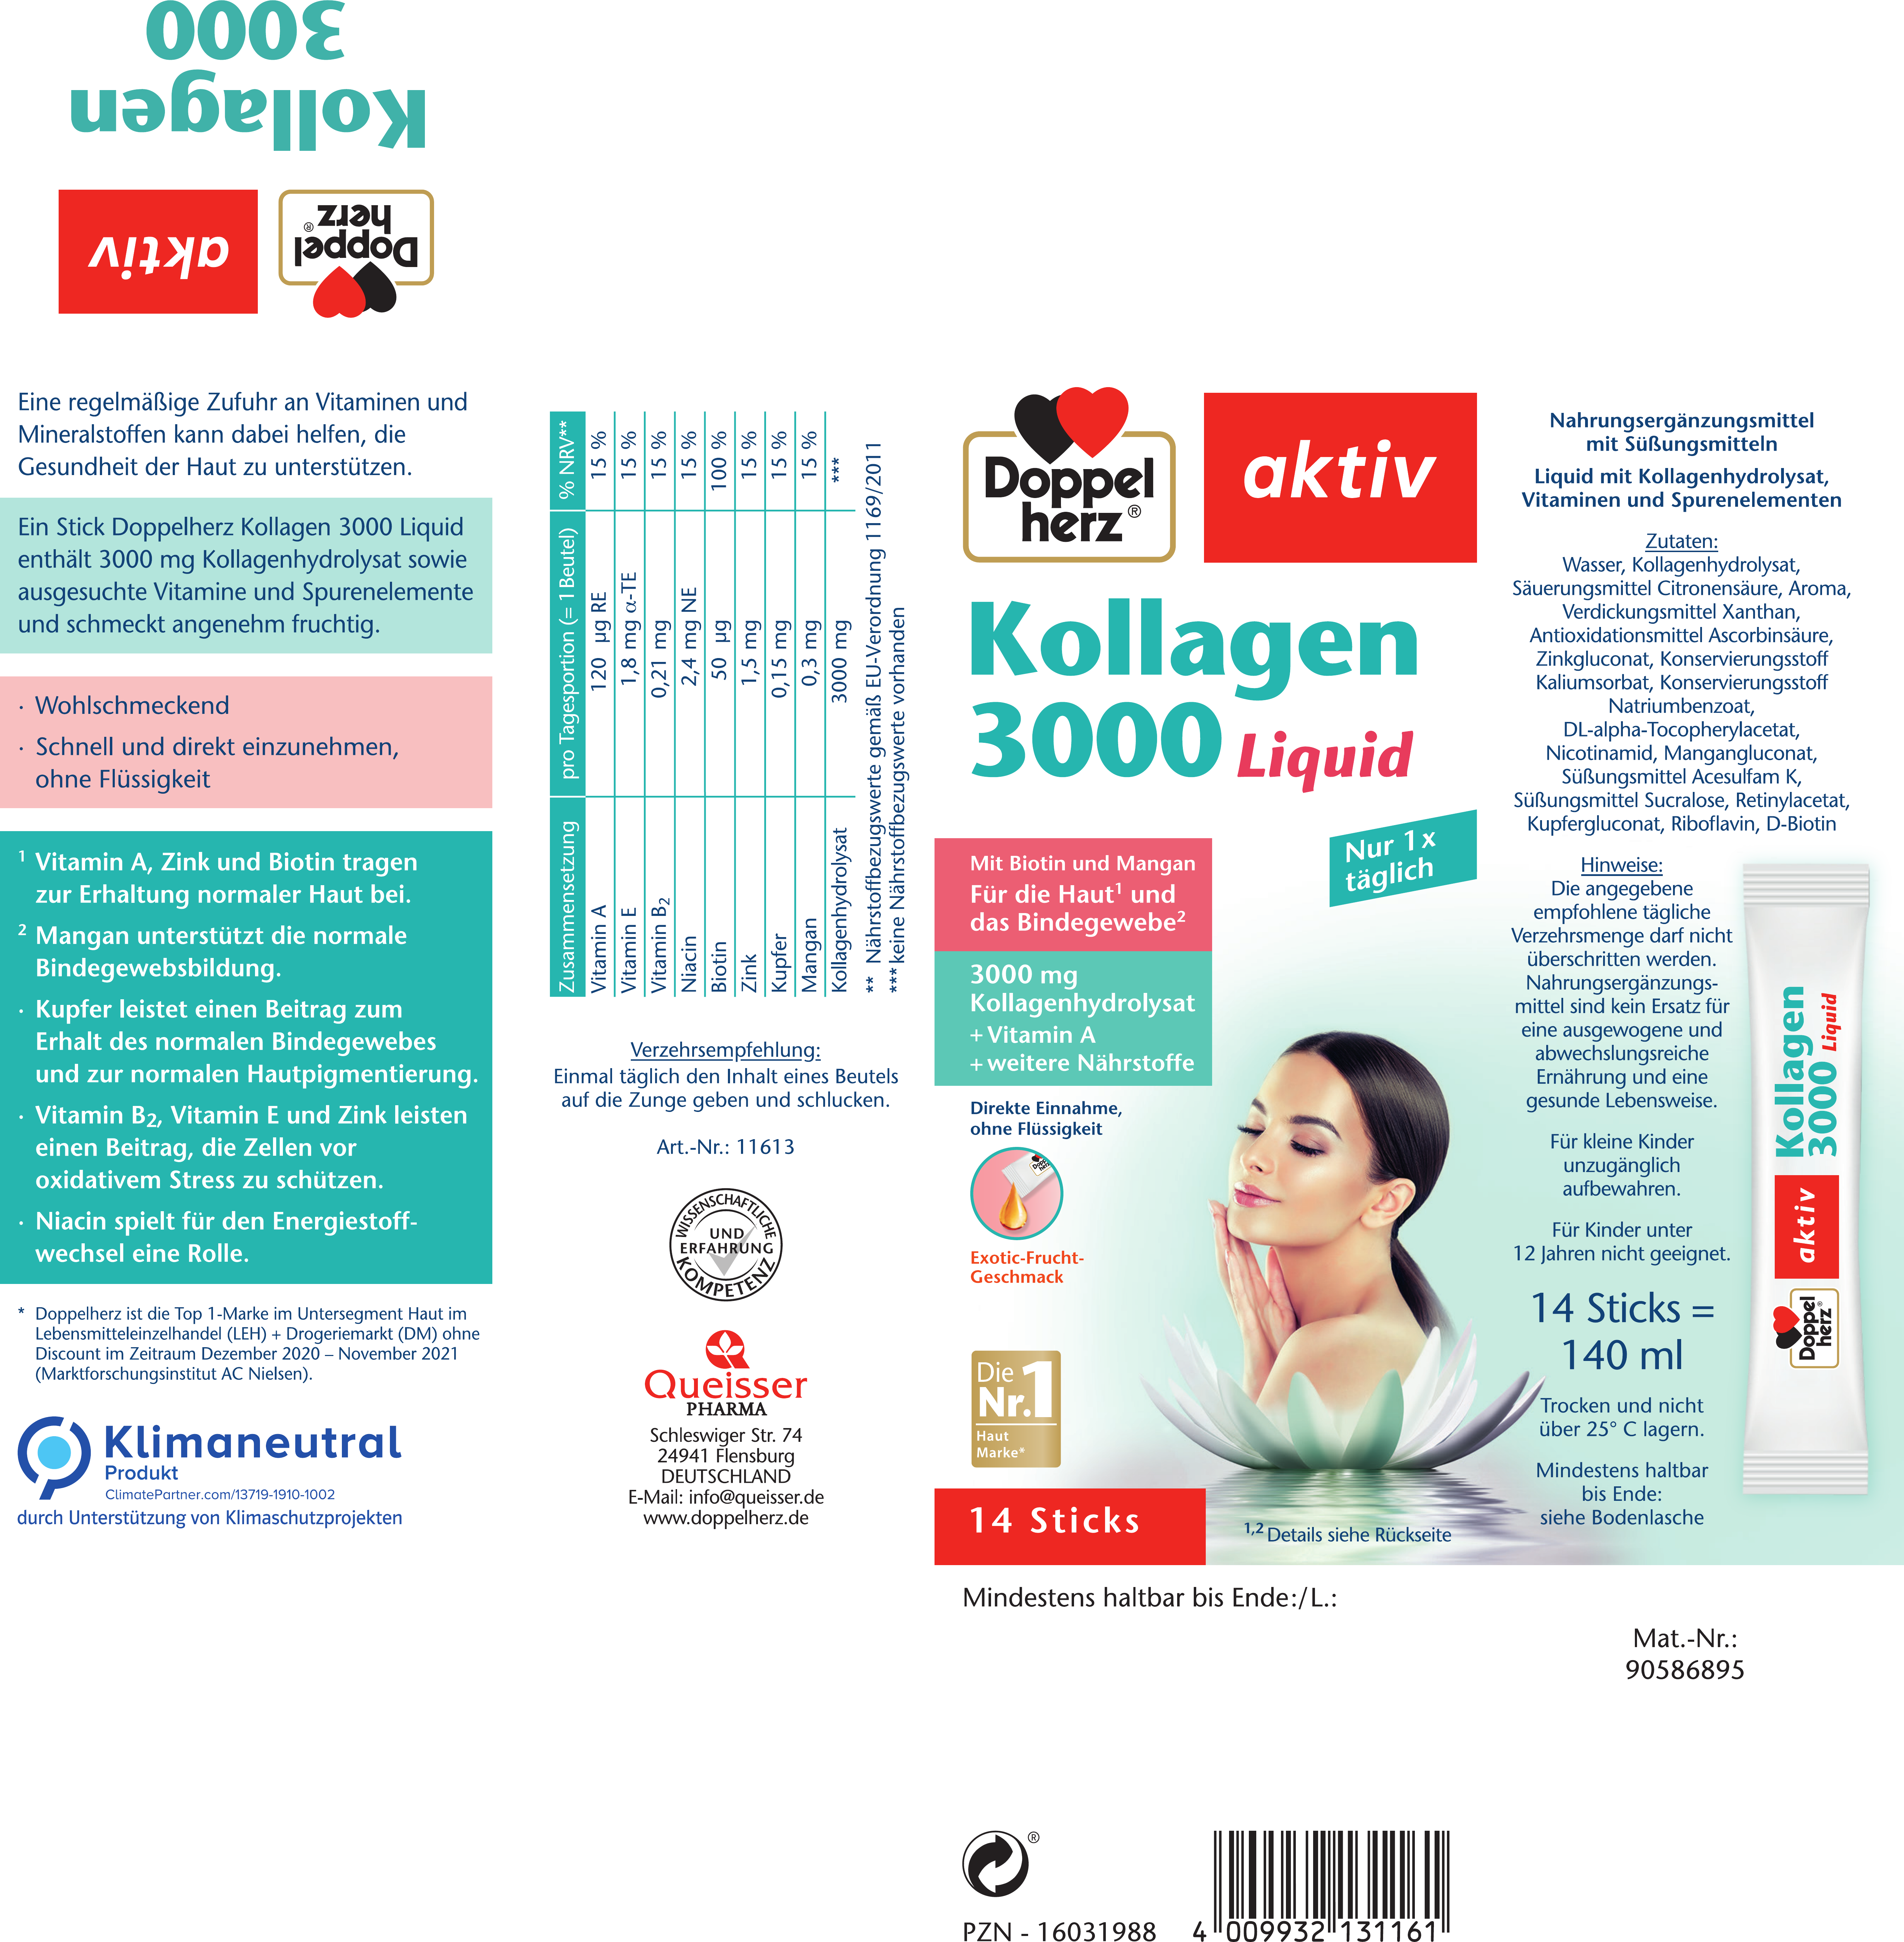 Kollagen
3000
Doppel
herz®
aktiv
Eine regelmäßige Zufuhr an Vitaminen und
Mineralstoffen kann dabei helfen, die
Gesundheit der Haut zu unterstützen.
Ein Stick Doppelherz Kollagen 3000 Liquid
enthält 3000 mg Kollagenhydrolysat sowie
ausgesuchte Vitamine und Spurenelemente
und schmeckt angenehm fruchtig.
· Wohlschmeckend
· Schnell und direkt einzunehmen,
ohne Flüssigkeit
¹ Vitamin A, Zink und Biotin tragen
zur Erhaltung normaler Haut bei.
² Mangan unterstützt die normale
Bindegewebsbildung.
· Kupfer leistet einen Beitrag zum
Erhalt des normalen Bindegewebes
und zur normalen Hautpigmentierung.
· Vitamin B2, Vitamin E und Zink leisten
einen Beitrag, die Zellen vor
oxidativem Stress zu schützen.
· Niacin spielt für den Energiestoff-
wechsel eine Rolle.
* Doppelherz ist die Top 1-Marke im Untersegment Haut im
Lebensmitteleinzelhandel (LEH) + Drogeriemarkt (DM) ohne
Discount im Zeitraum Dezember 2020 – November 2021
(Marktforschungsinstitut AC Nielsen).
Klimaneutral
Produkt
ClimatePartner.com/13719-1910-1002
durch Unterstützung von Klimaschutzprojekten
Zusammensetzung pro Tagesportion (= 1 Beutel) % NRV**
Vitamin A 120 µg RE 15 %
Vitamin E 1,8 mg α-TE 15 %
Vitamin B2 0,21 mg 15 %
Niacin 2,4 mg NE 15 %
Biotin 50 µg 100 %
Zink 1,5 mg 15 %
Kupfer 0,15 mg 15 %
Mangan 0,3 mg 15 %
Kollagenhydrolysat 3000 mg ***
** Nährstoffbezugswerte gemäß EU-Verordnung 1169/2011
*** keine Nährstoffbezugswerte vorhanden
Verzehrsempfehlung:
Einmal täglich den Inhalt eines Beutels
auf die Zunge geben und schlucken.
Art.-Nr.: 11613
WISSENSCHAFTLICHE
UND
ERFAHRUNG
KOMPETENZ
Queisser
PHARMA
Schleswiger Str. 74
24941 Flensburg
DEUTSCHLAND
E-Mail: info@queisser.de
www.doppelherz.de
Doppel
herz®
aktiv
Kollagen
3000 Liquid
Nur 1 x
täglich
Mit Biotin und Mangan
Für die Haut¹ und
das Bindegewebe²
3000 mg
Kollagenhydrolysat
+ Vitamin A
+ weitere Nährstoffe
Direkte Einnahme,
ohne Flüssigkeit
Doppel
herz
Exotic-Frucht-
Geschmack
Die
Nr.1
Haut
Marke*
14 Sticks
1,2 Details siehe Rückseite
Nahrungsergänzungsmittel
mit Süßungsmitteln
Liquid mit Kollagenhydrolysat,
Vitaminen und Spurenelementen
Zutaten:
Wasser, Kollagenhydrolysat,
Säuerungsmittel Citronensäure, Aroma,
Verdickungsmittel Xanthan,
Antioxidationsmittel Ascorbinsäure,
Zinkgluconat, Konservierungsstoff
Kaliumsorbat, Konservierungsstoff
Natriumbenzoat,
DL-alpha-Tocopherylacetat,
Nicotinamid, Mangangluconat,
Süßungsmittel Acesulfam K,
Süßungsmittel Sucralose, Retinylacetat,
Kupfergluconat, Riboflavin, D-Biotin
Hinweise:
Die angegebene
empfohlene tägliche
Verzehrsmenge darf nicht
überschritten werden.
Nahrungsergänzungs-
mittel sind kein Ersatz für
eine ausgewogene und
abwechslungsreiche
Ernährung und eine
gesunde Lebensweise.
Für kleine Kinder
unzugänglich
aufbewahren.
Für Kinder unter
12 Jahren nicht geeignet.
14 Sticks =
140 ml
Trocken und nicht
über 25° C lagern.
Mindestens haltbar
bis Ende:
siehe Bodenlasche
Doppel
herz®
aktiv
Kollagen
3000 Liquid
Mindestens haltbar bis Ende:/L.:
Mat.-Nr.:
90586895
®
PZN - 16031988
4 009932 131161